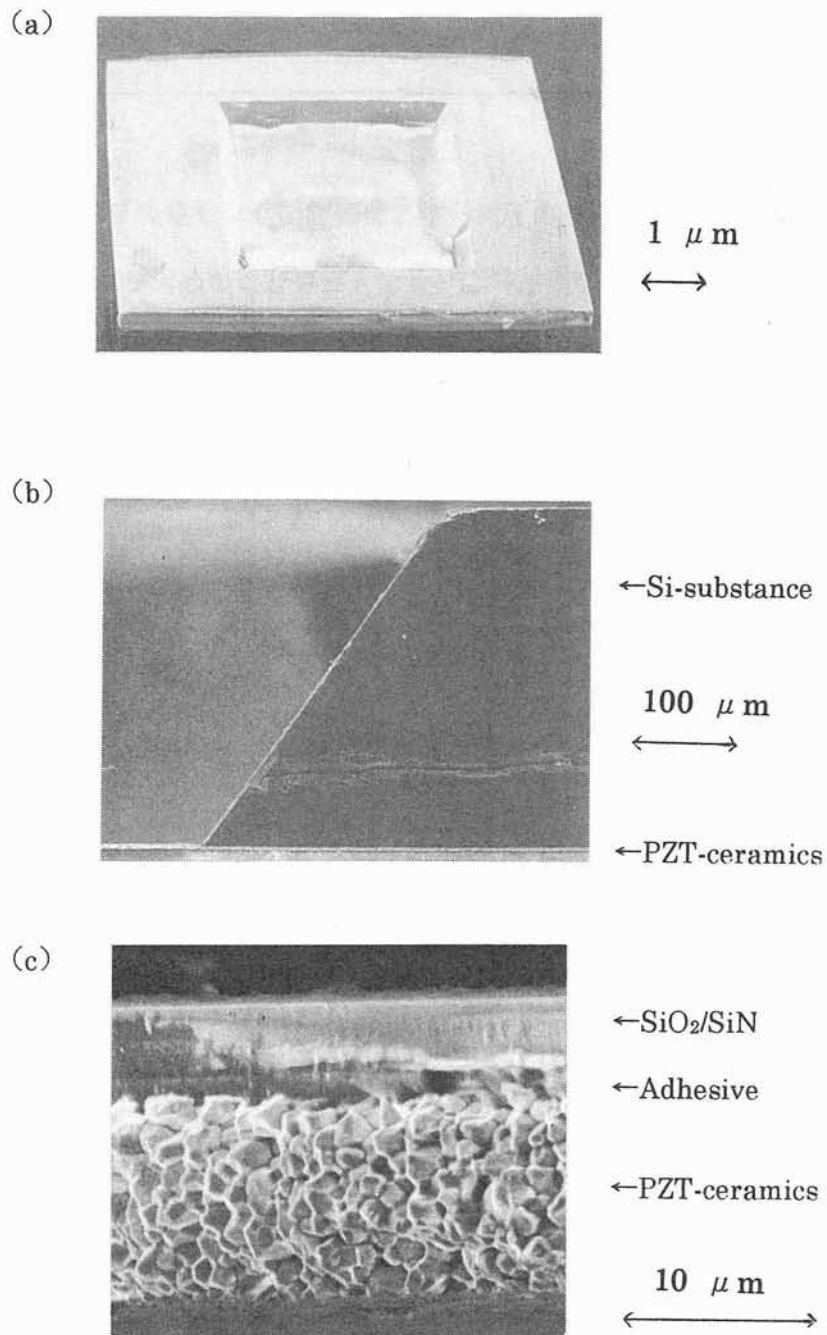 (a)
1 μm
(b)
←Si-substance
100 μm
←PZT-ceramics
(c)
←SiO₂/SiN
←Adhesive
←PZT-ceramics
10 μm